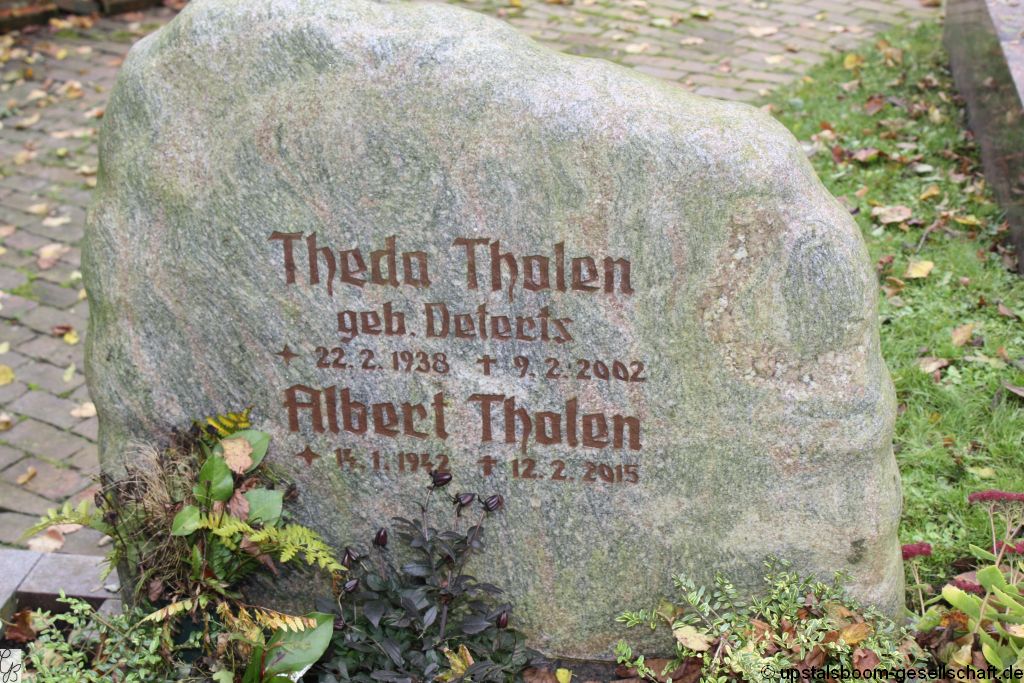 Theda Tholen
geb. Deterts
✦ 22.2.1938 ✝ 9.2.2002
Albert Tholen
✦ 14.1.1942 ✝ 12.2.2015
© upstalsboom-gesellschaft.de